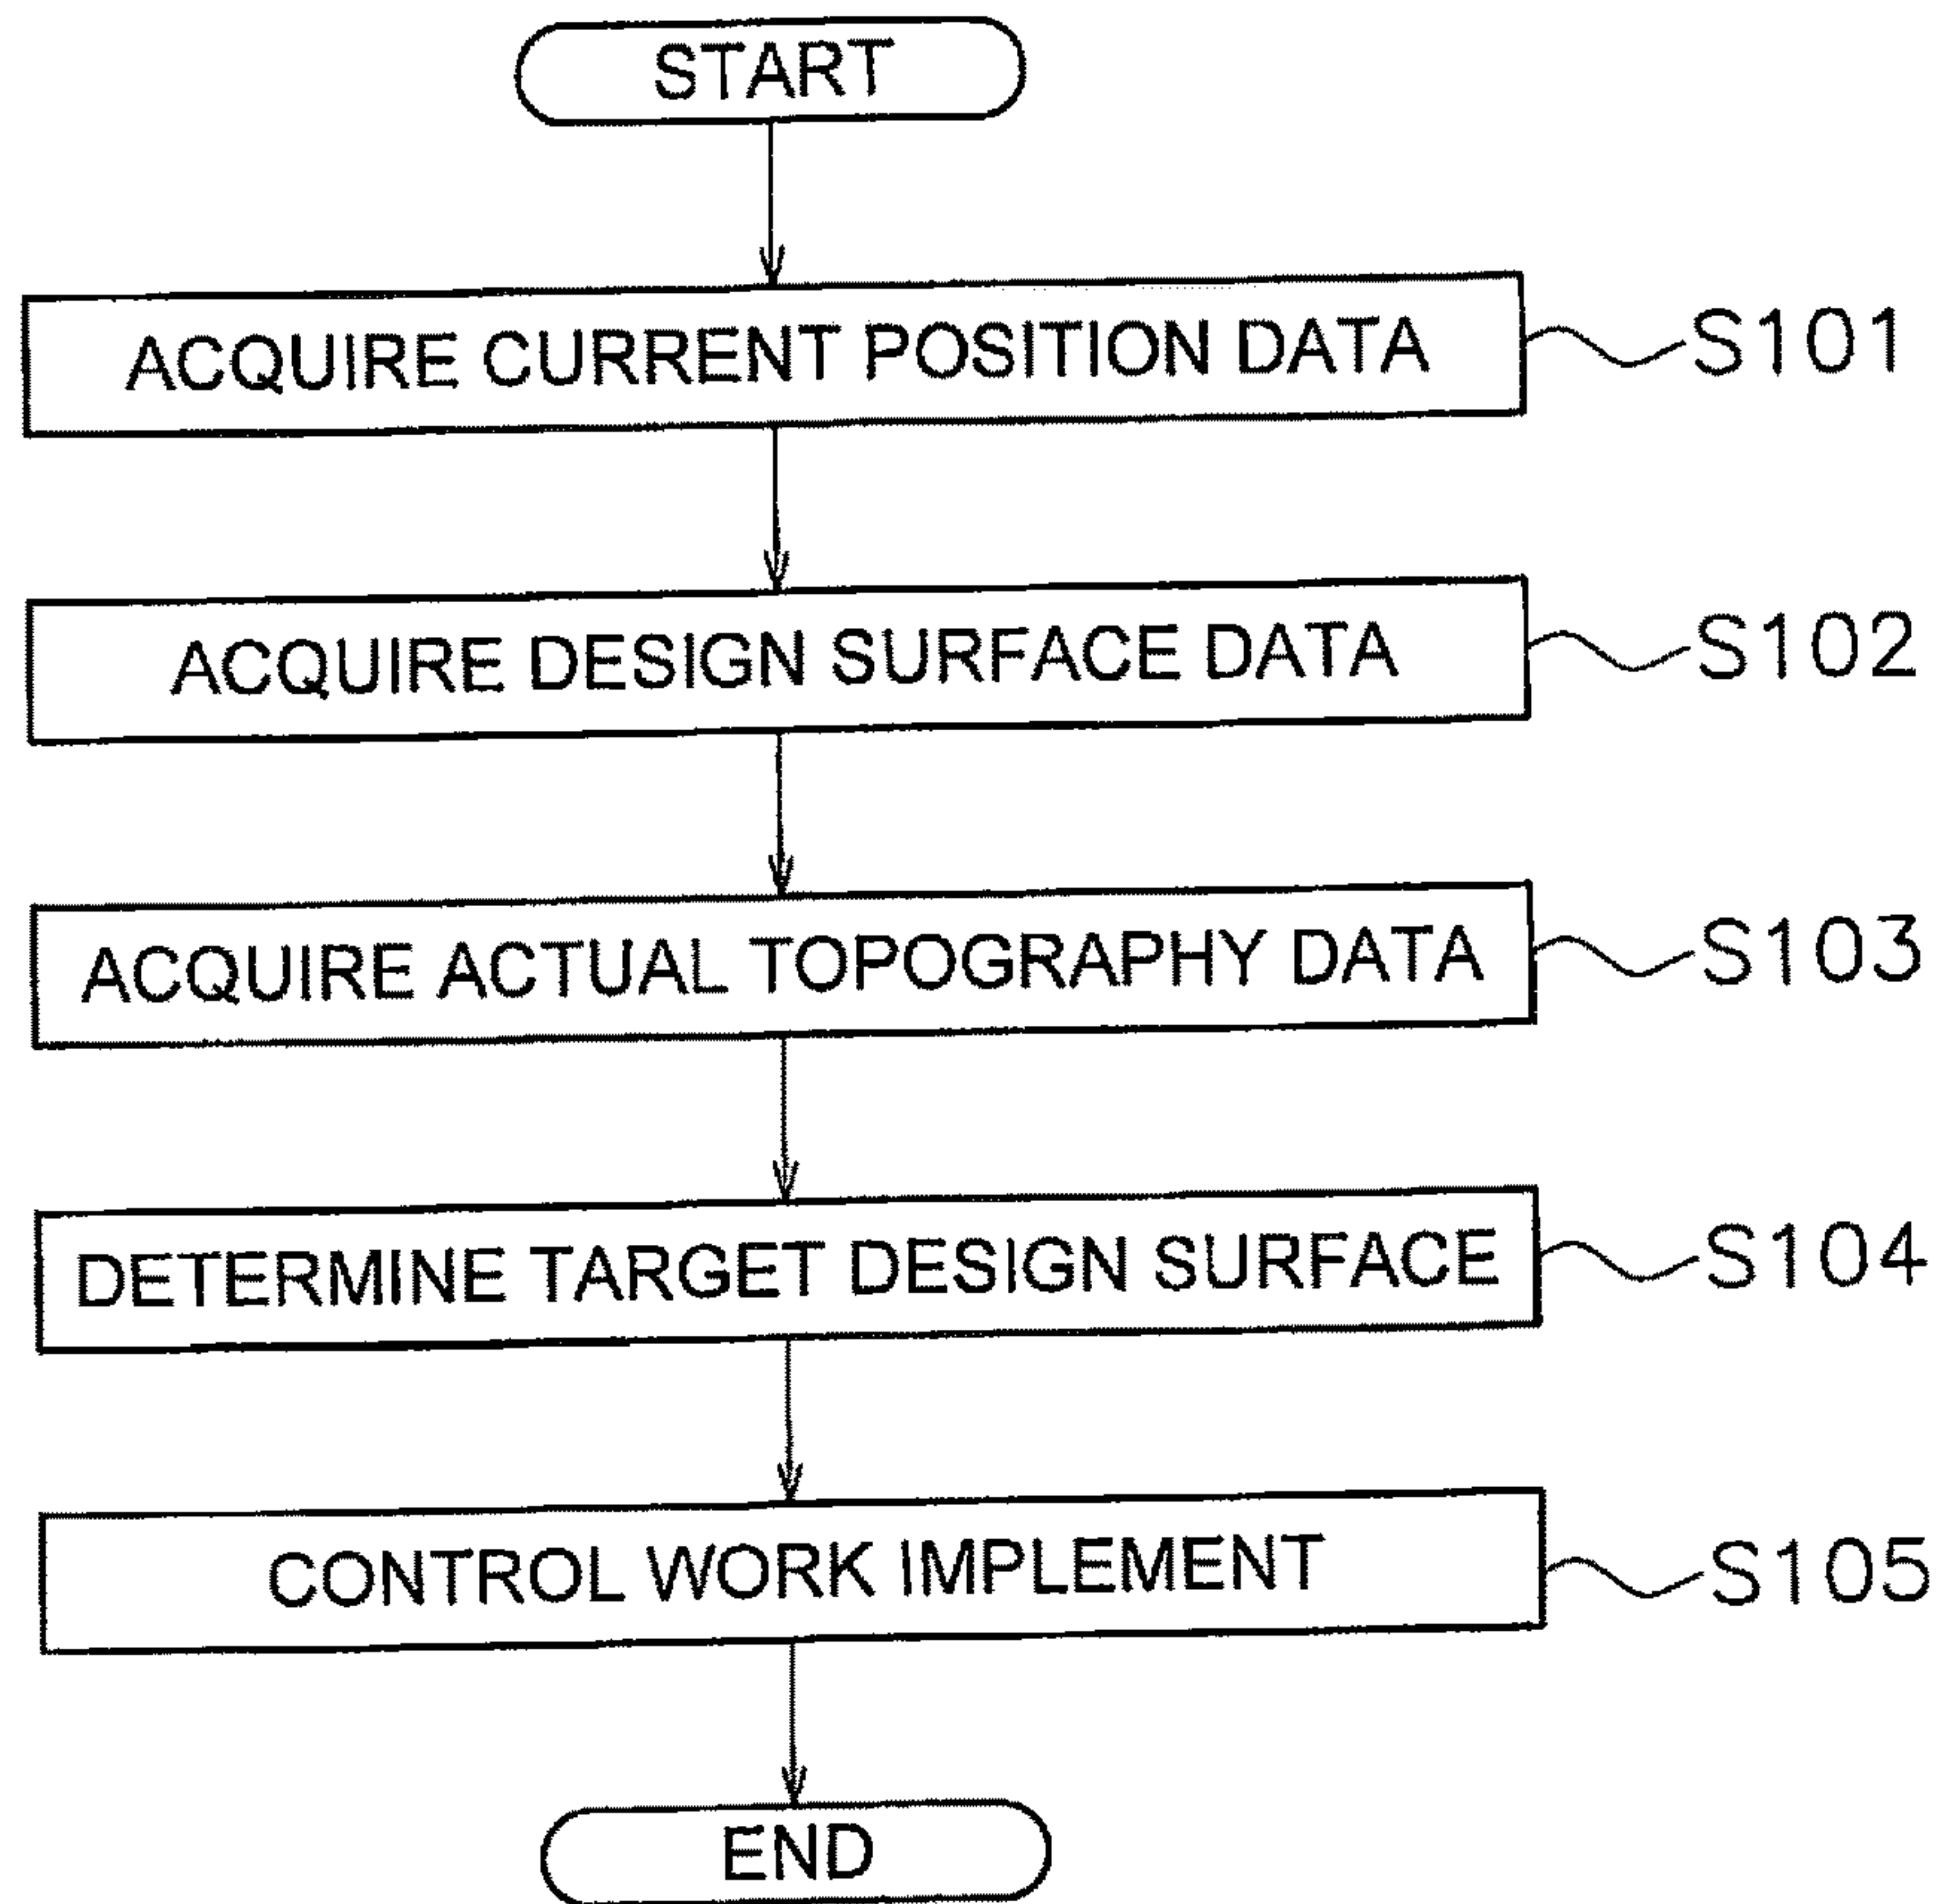 START
ACQUIRE CURRENT POSITION DATA S101
ACQUIRE DESIGN SURFACE DATA S102
ACQUIRE ACTUAL TOPOGRAPHY DATA S103
DETERMINE TARGET DESIGN SURFACE S104
CONTROL WORK IMPLEMENT S105
END